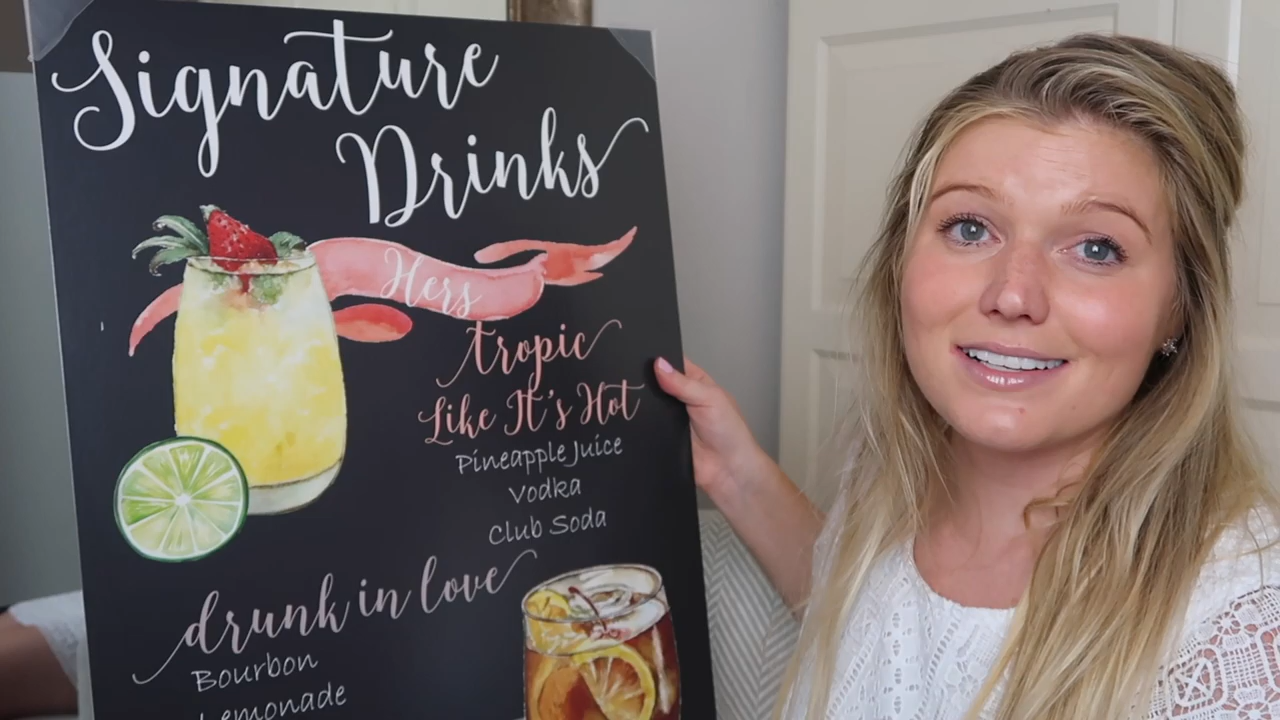 Signature
Drinks
Hers
tropic
Like It's Hot
Pineapple Juice
Vodka
Club Soda
drunk in love
Bourbon
Lemonade